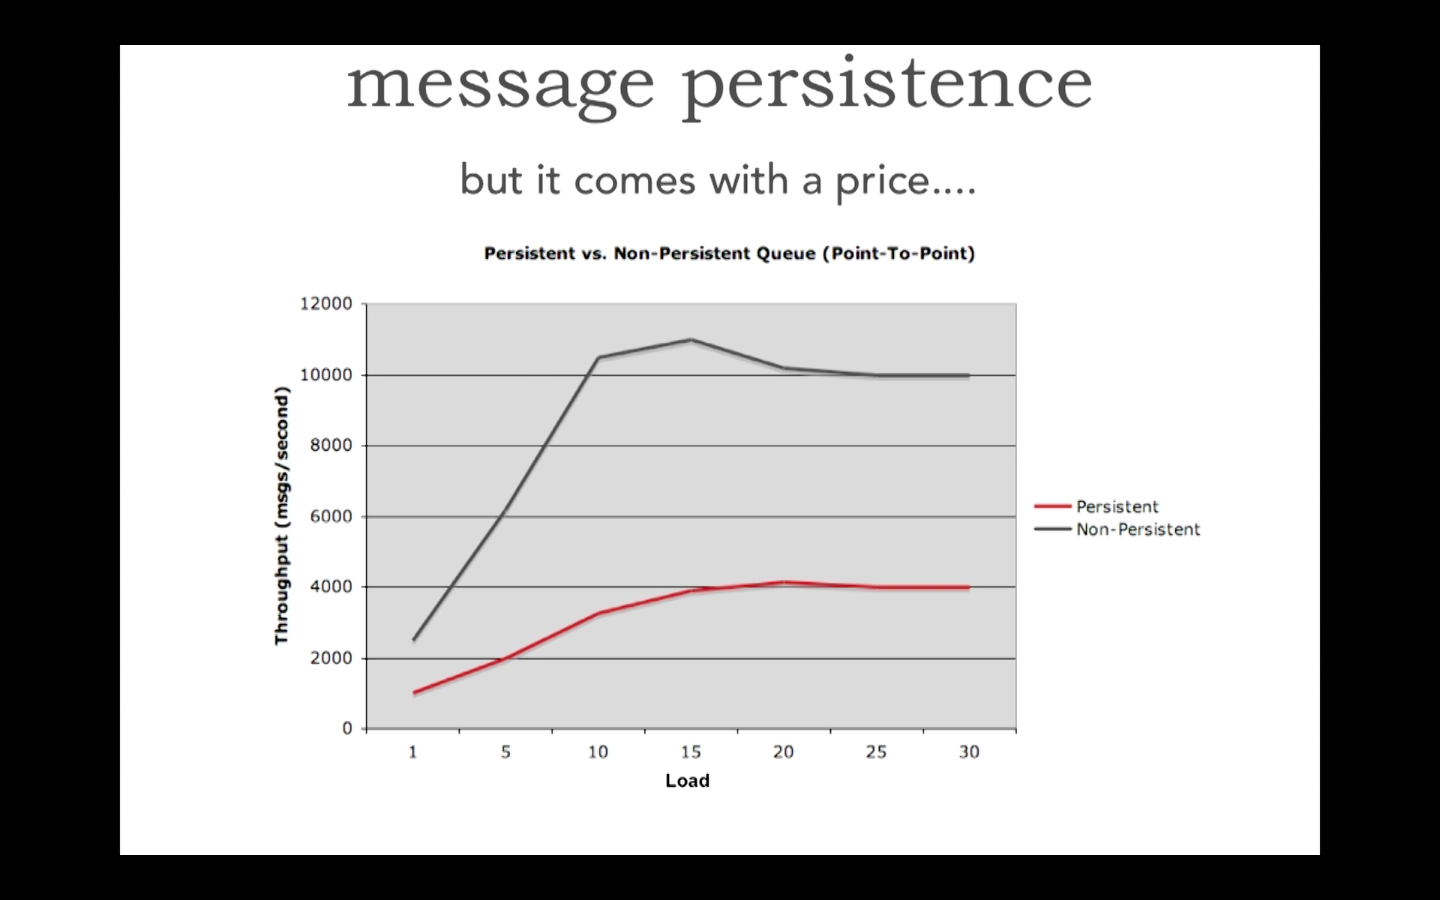 message persistence
but it comes with a price....
Persistent vs. Non-Persistent Queue (Point-To-Point)
12000
10000
8000
6000
4000
2000
0
Throughput (msgs/second)
1 5 10 15 20 25 30
Load
Persistent
Non-Persistent